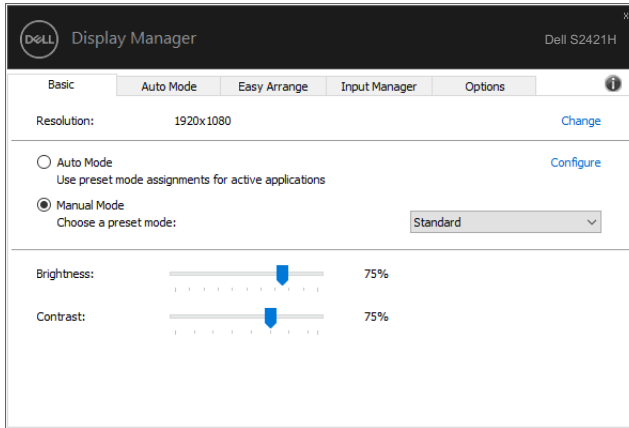 DELL Display Manager
Dell S2421H
Basic Auto Mode Easy Arrange Input Manager Options
Resolution: 1920x1080 Change
Auto Mode Configure
Use preset mode assignments for active applications
Manual Mode
Choose a preset mode: Standard
Brightness: 75%
Contrast: 75%